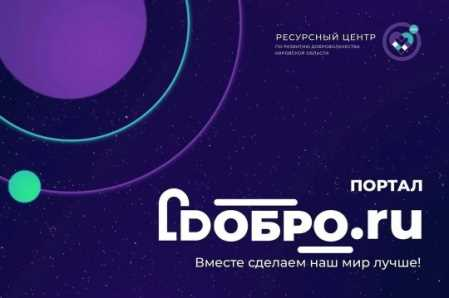 РЕСУРСНЫЙ ЦЕНТР
ПО РАЗВИТИЮ ДОБРОВОЛЬЧЕСТВА
КИРОВСКОЙ ОБЛАСТИ
ПОРТАЛ
ДОБРО.ru
Вместе сделаем наш мир лучше!